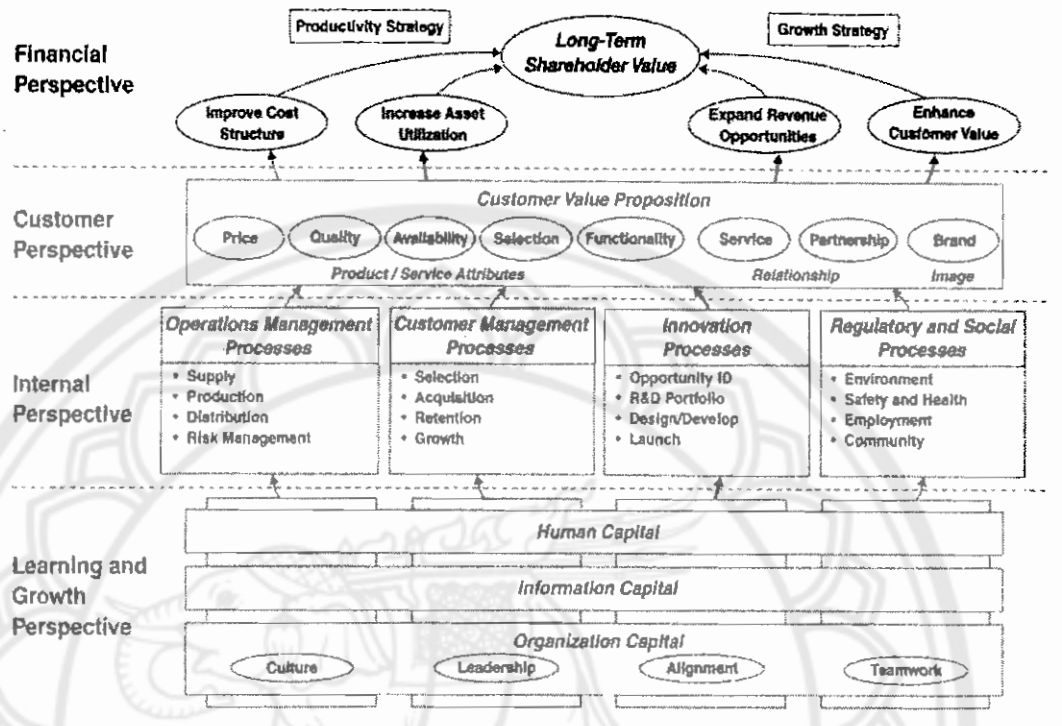 Financial
Perspective
Productivity Strategy
Long-Term
Shareholder Value
Growth Strategy
Improve Cost
Structure
Increase Asset
Utilization
Expand Revenue
Opportunities
Enhance
Customer Value
Customer
Perspective
Customer Value Proposition
Price
Quality
Availability
Selection
Functionality
Service
Partnership
Brand
Product / Service Attributes
Relationship
Image
Internal
Perspective
Operations Management
Processes
• Supply
• Production
• Distribution
• Risk Management
Customer Management
Processes
• Selection
• Acquisition
• Retention
• Growth
Innovation
Processes
• Opportunity ID
• R&D Portfolio
• Design/Develop
• Launch
Regulatory and Social
Processes
• Environment
• Safety and Health
• Employment
• Community
Learning and
Growth
Perspective
Human Capital
Information Capital
Organization Capital
Culture
Leadership
Alignment
Teamwork